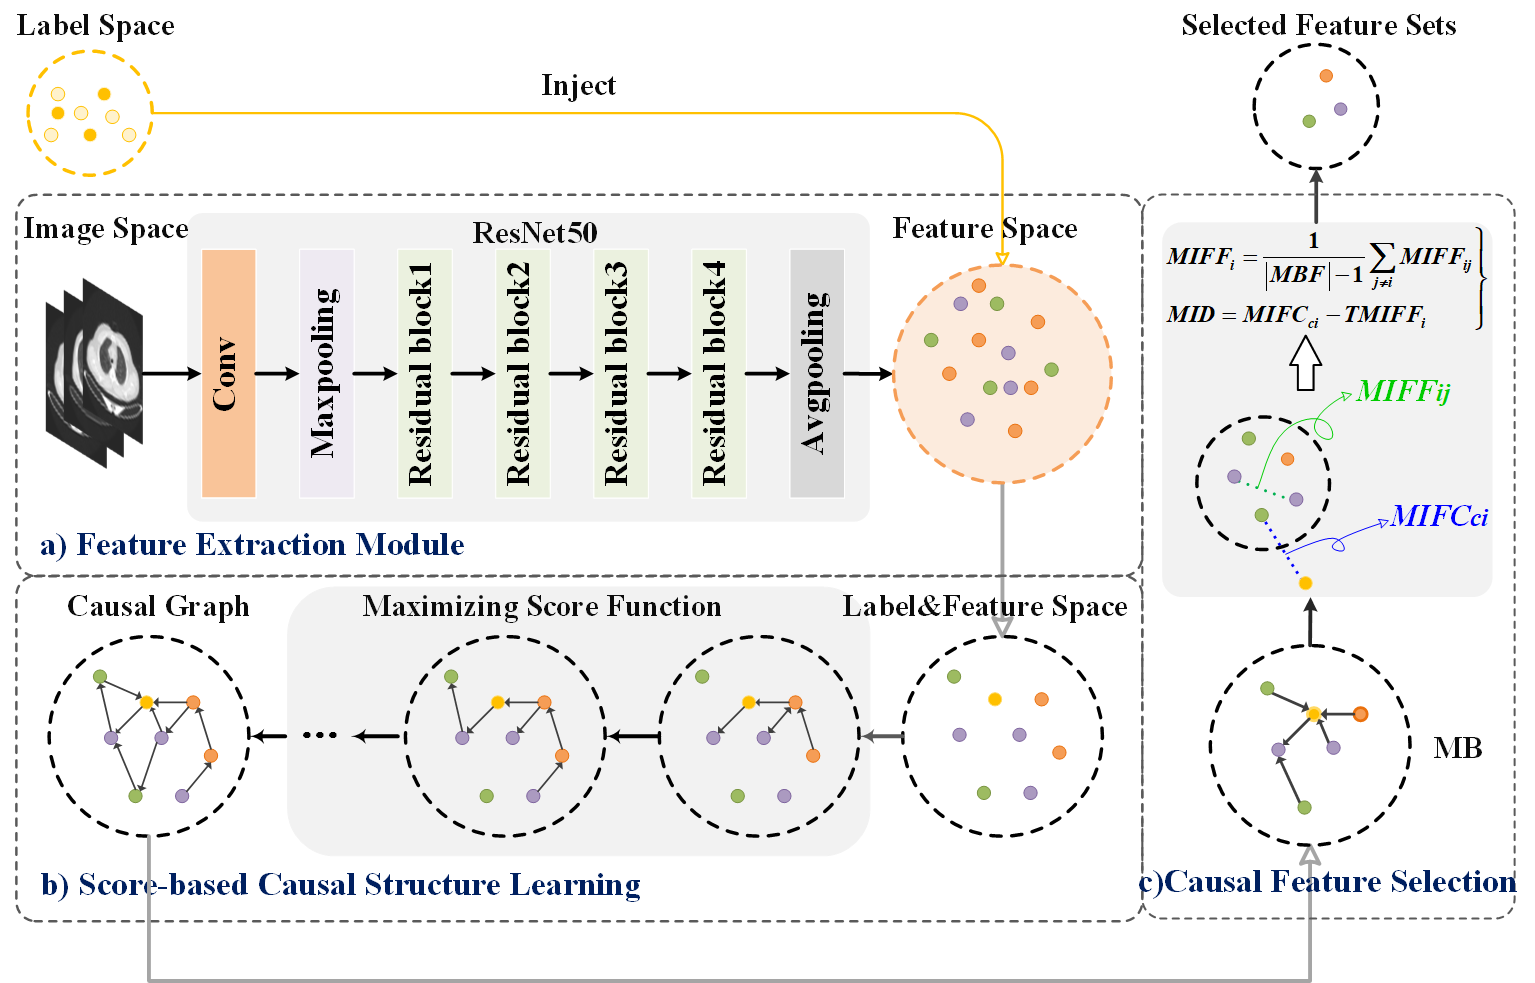 Label Space
Inject
Selected Feature Sets
Image Space
ResNet50
Feature Space
Conv
Maxpooling
Residual block1
Residual block2
Residual block3
Residual block4
Avgpooling
a) Feature Extraction Module
MIFF_i = \frac{1}{|MBF|-1} \sum_{j≠i} MIFF_{ij}
MID = MIFC_{ci} - TMIFF_i
MIFFij
MIFCci
Causal Graph
Maximizing Score Function
Label&Feature Space
...
b) Score-based Causal Structure Learning
MB
c)Causal Feature Selection